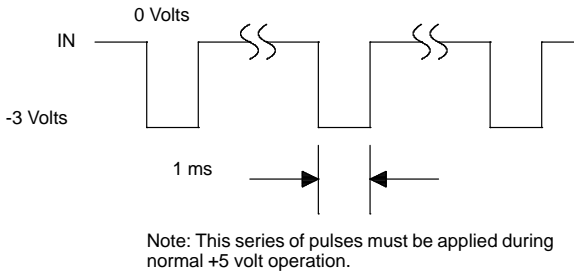 0 Volts
IN
-3 Volts
1 ms
Note: This series of pulses must be applied during
normal +5 volt operation.